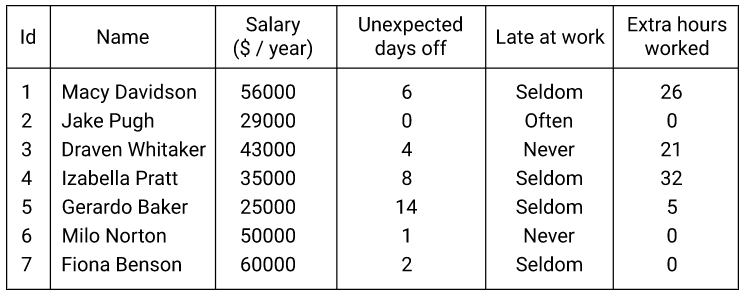 Id Name Salary ($ / year) Unexpected days off Late at work Extra hours worked
1 Macy Davidson 56000 6 Seldom 26
2 Jake Pugh 29000 0 Often 0
3 Draven Whitaker 43000 4 Never 21
4 Izabella Pratt 35000 8 Seldom 32
5 Gerardo Baker 25000 14 Seldom 5
6 Milo Norton 50000 1 Never 0
7 Fiona Benson 60000 2 Seldom 0